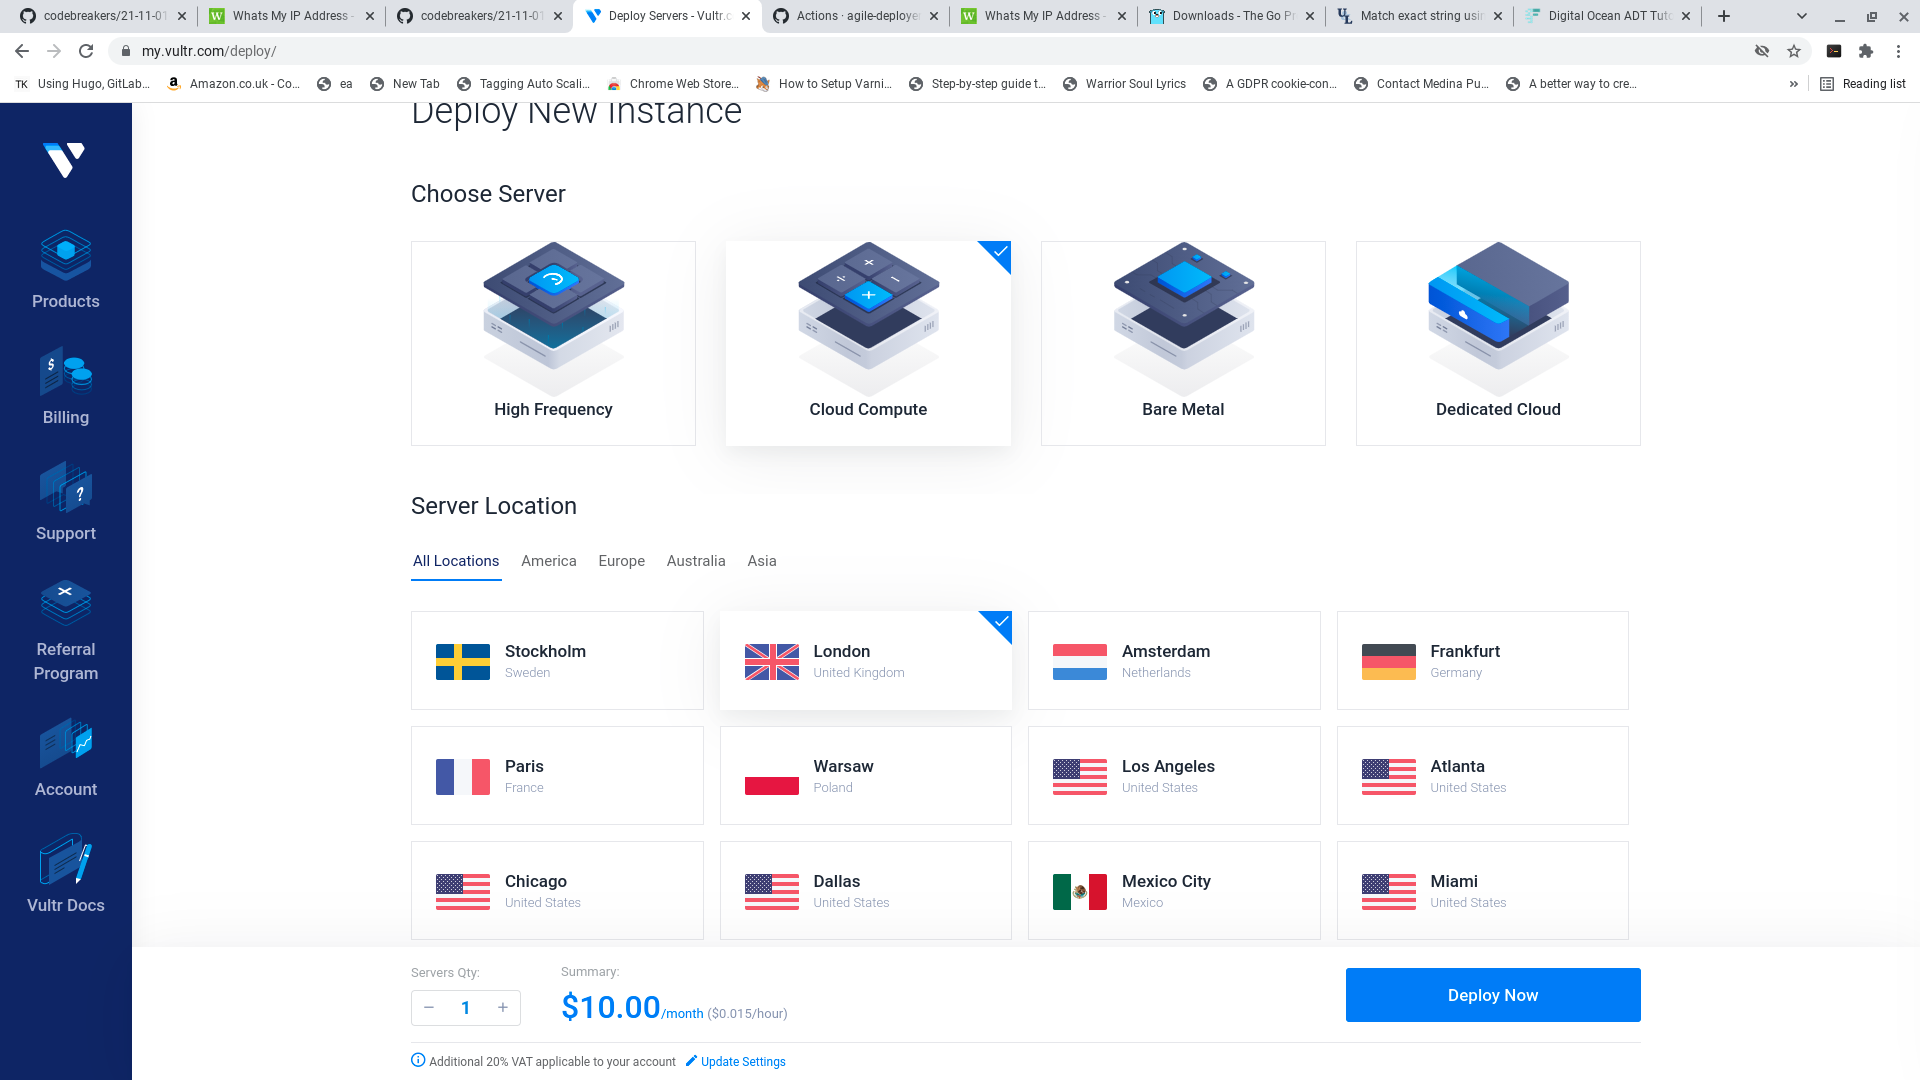 codebreakers/21-11-01
Whats My IP Address -
codebreakers/21-11-01
Deploy Servers - Vultr.c
Actions · agile-deployer
Whats My IP Address -
Downloads - The Go Pr
Match exact string usin
Digital Ocean ADT Tuto
my.vultr.com/deploy/
TK Using Hugo, GitLab...
Amazon.co.uk - Co...
ea
New Tab
Tagging Auto Scali...
Chrome Web Store...
How to Setup Varni...
Step-by-step guide t...
Warrior Soul Lyrics
A GDPR cookie-con...
Contact Medina Pu...
A better way to cre...
»
Reading list
Products
Billing
Support
Referral
Program
Account
Vultr Docs
Deploy New Instance
Choose Server
High Frequency
Cloud Compute
Bare Metal
Dedicated Cloud
Server Location
All Locations
America
Europe
Australia
Asia
Stockholm
Sweden
London
United Kingdom
Amsterdam
Netherlands
Frankfurt
Germany
Paris
France
Warsaw
Poland
Los Angeles
United States
Atlanta
United States
Chicago
United States
Dallas
United States
Mexico City
Mexico
Miami
United States
Servers Qty:
− 1 +
Summary:
$10.00/month ($0.015/hour)
Deploy Now
Additional 20% VAT applicable to your account Update Settings